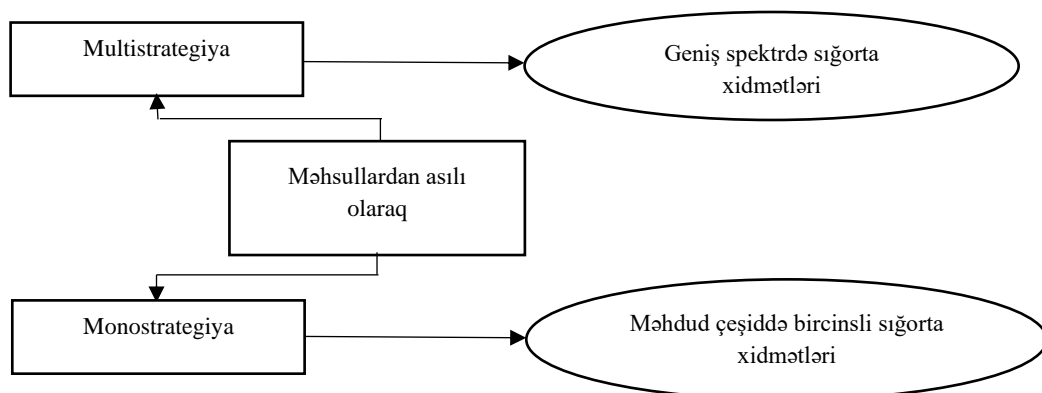 Multistrategiya
Geniş spektrdə sığorta
xidmətləri
Məhsullardan asılı
olaraq
Monostrategiya
Məhdud çeşiddə bircinsli sığorta
xidmətləri